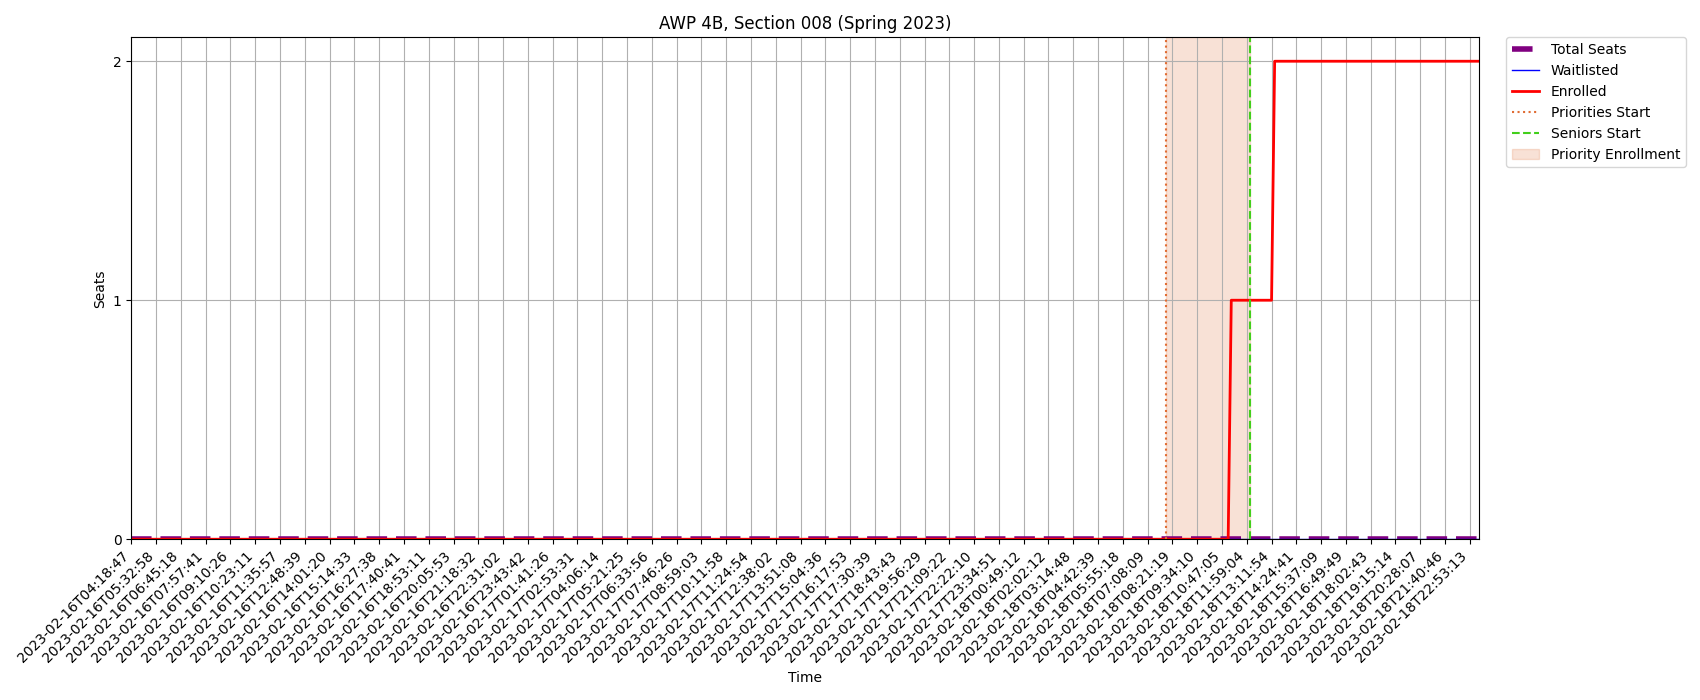 AWP 4B, Section 008 (Spring 2023)
Total Seats
Waitlisted
Enrolled
Priorities Start
Seniors Start
Priority Enrollment
Seats
2
1
0
2023-02-16T04:18:47
2023-02-16T05:32:58
2023-02-16T06:45:18
2023-02-16T07:57:41
2023-02-16T09:10:26
2023-02-16T10:23:11
2023-02-16T11:35:57
2023-02-16T12:48:39
2023-02-16T14:01:20
2023-02-16T15:14:33
2023-02-16T16:27:38
2023-02-16T17:40:41
2023-02-16T18:53:11
2023-02-16T20:05:53
2023-02-16T21:18:32
2023-02-16T22:31:02
2023-02-16T23:43:42
2023-02-17T01:41:26
2023-02-17T02:53:31
2023-02-17T04:06:14
2023-02-17T05:21:25
2023-02-17T06:33:56
2023-02-17T07:46:26
2023-02-17T08:59:03
2023-02-17T10:11:58
2023-02-17T11:24:54
2023-02-17T12:38:02
2023-02-17T13:51:08
2023-02-17T15:04:36
2023-02-17T16:17:53
2023-02-17T17:30:39
2023-02-17T18:43:43
2023-02-17T19:56:29
2023-02-17T21:09:22
2023-02-17T22:22:10
2023-02-17T23:34:51
2023-02-18T00:49:12
2023-02-18T02:02:12
2023-02-18T03:14:48
2023-02-18T04:42:39
2023-02-18T05:55:18
2023-02-18T07:08:09
2023-02-18T08:21:19
2023-02-18T09:34:10
2023-02-18T10:47:05
2023-02-18T11:59:04
2023-02-18T13:11:54
2023-02-18T14:24:41
2023-02-18T15:37:09
2023-02-18T16:49:49
2023-02-18T18:02:43
2023-02-18T19:15:14
2023-02-18T20:28:07
2023-02-18T21:40:46
2023-02-18T22:53:13
Time